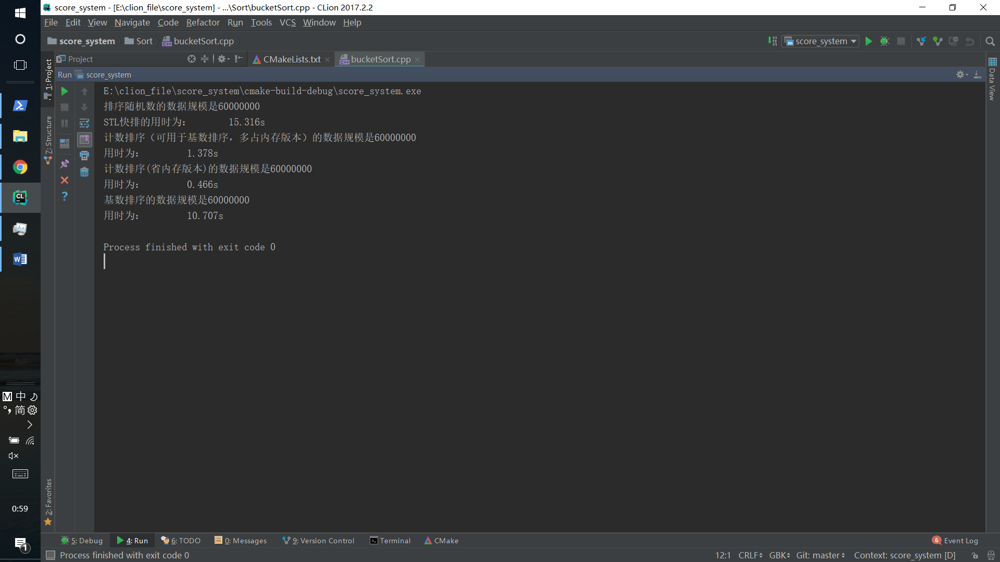 score_system - [E:\clion_file\score_system] - ...\Sort\bucketSort.cpp - CLion 2017.2.2
File Edit View Navigate Code Refactor Run Tools VCS Window Help
score_system Sort bucketSort.cpp score_system
Project CMakeLists.txt bucketSort.cpp
Run score_system
E:\clion_file\score_system\cmake-build-debug\score_system.exe
排序随机数的数据规模是60000000
STL快排的用时为: 15.316s
计数排序（可用于基数排序，多占内存版本）的数据规模是60000000
用时为: 1.378s
计数排序(省内存版本)的数据规模是60000000
用时为: 0.466s
基数排序的数据规模是60000000
用时为: 10.707s
Process finished with exit code 0
1: Project
7: Structure
2: Favorites
Data View
M 中
简
0:59
1
5: Debug 4: Run 6: TODO 0: Messages 9: Version Control Terminal CMake 6 Event Log
Process finished with exit code 0 12:1 CRLF GBK Git: master Context: score_system [D]